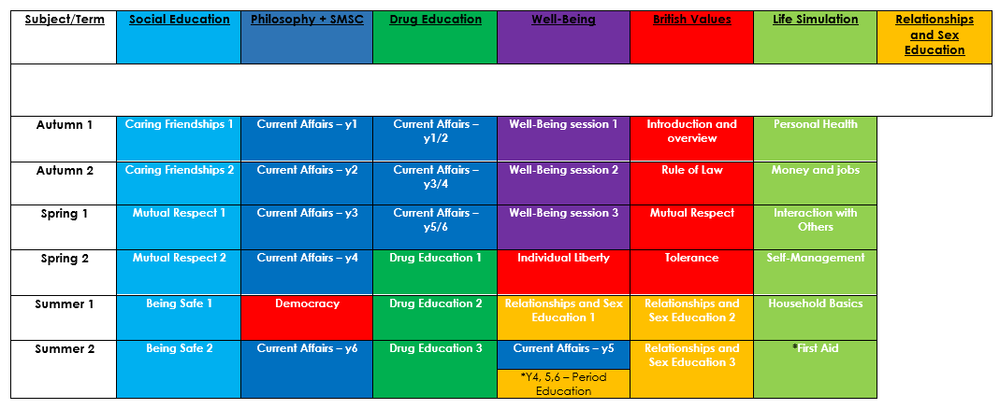 Subject/Term Social Education Philosophy + SMSC Drug Education Well-Being British Values Life Simulation Relationships
and Sex
Education
Autumn 1 Caring Friendships 1 Current Affairs – y1 Current Affairs – Well-Being session 1 Introduction and Personal Health
y1/2 overview
Autumn 2 Caring Friendships 2 Current Affairs – y2 Current Affairs – Well-Being session 2 Rule of Law Money and jobs
y3/4
Spring 1 Mutual Respect 1 Current Affairs – y3 Current Affairs – Well-Being session 3 Mutual Respect Interaction with
y5/6 Others
Spring 2 Mutual Respect 2 Current Affairs – y4 Drug Education 1 Individual Liberty Tolerance Self-Management
Summer 1 Being Safe 1 Democracy Drug Education 2 Relationships and Sex Relationships and Household Basics
Education 1 Sex Education 2
Summer 2 Being Safe 2 Current Affairs – y6 Drug Education 3 Current Affairs – y5 Relationships and *First Aid
Sex Education 3
*Y4, 5,6 – Period
Education